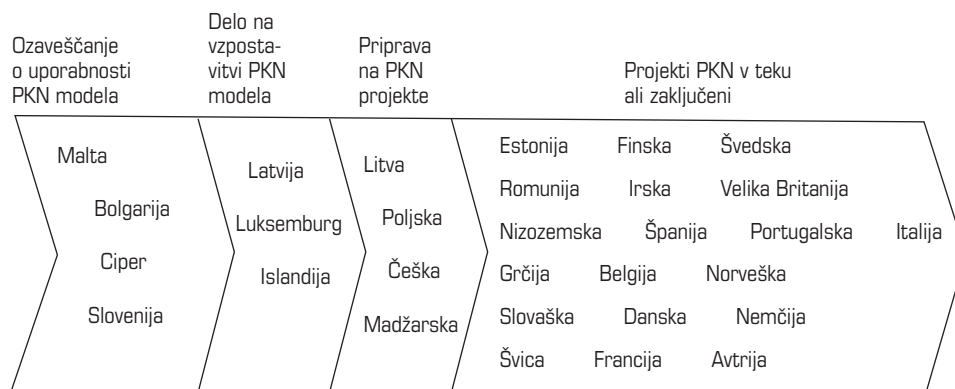 Ozaveščanje
o uporabnosti
PKN modela
Delo na
vzposta-
vitvi PKN
modela
Priprava
na PKN
projekte
Projekti PKN v teku
ali zaključeni
Malta
Bolgarija
Ciper
Slovenija
Latvija
Luksemburg
Islandija
Litva
Poljska
Češka
Madžarska
Estonija Finska Švedska
Romunija Irska Velika Britanija
Nizozemska Španija Portugalska Italija
Grčija Belgija Norveška
Slovaška Danska Nemčija
Švica Francija Avtrija